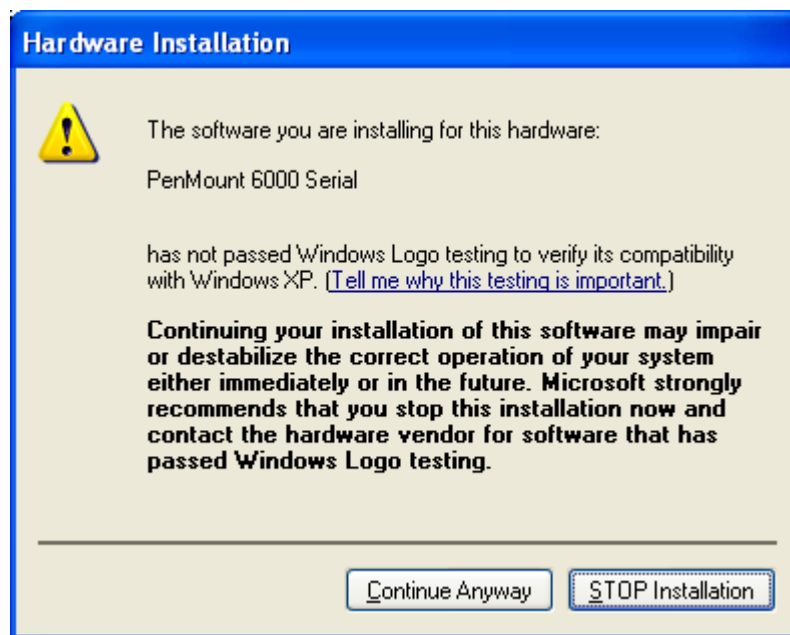 Hardware Installation
The software you are installing for this hardware:
PenMount 6000 Serial
has not passed Windows Logo testing to verify its compatibility
with Windows XP. (Tell me why this testing is important.)
Continuing your installation of this software may impair
or destabilize the correct operation of your system
either immediately or in the future. Microsoft strongly
recommends that you stop this installation now and
contact the hardware vendor for software that has
passed Windows Logo testing.
Continue Anyway
STOP Installation